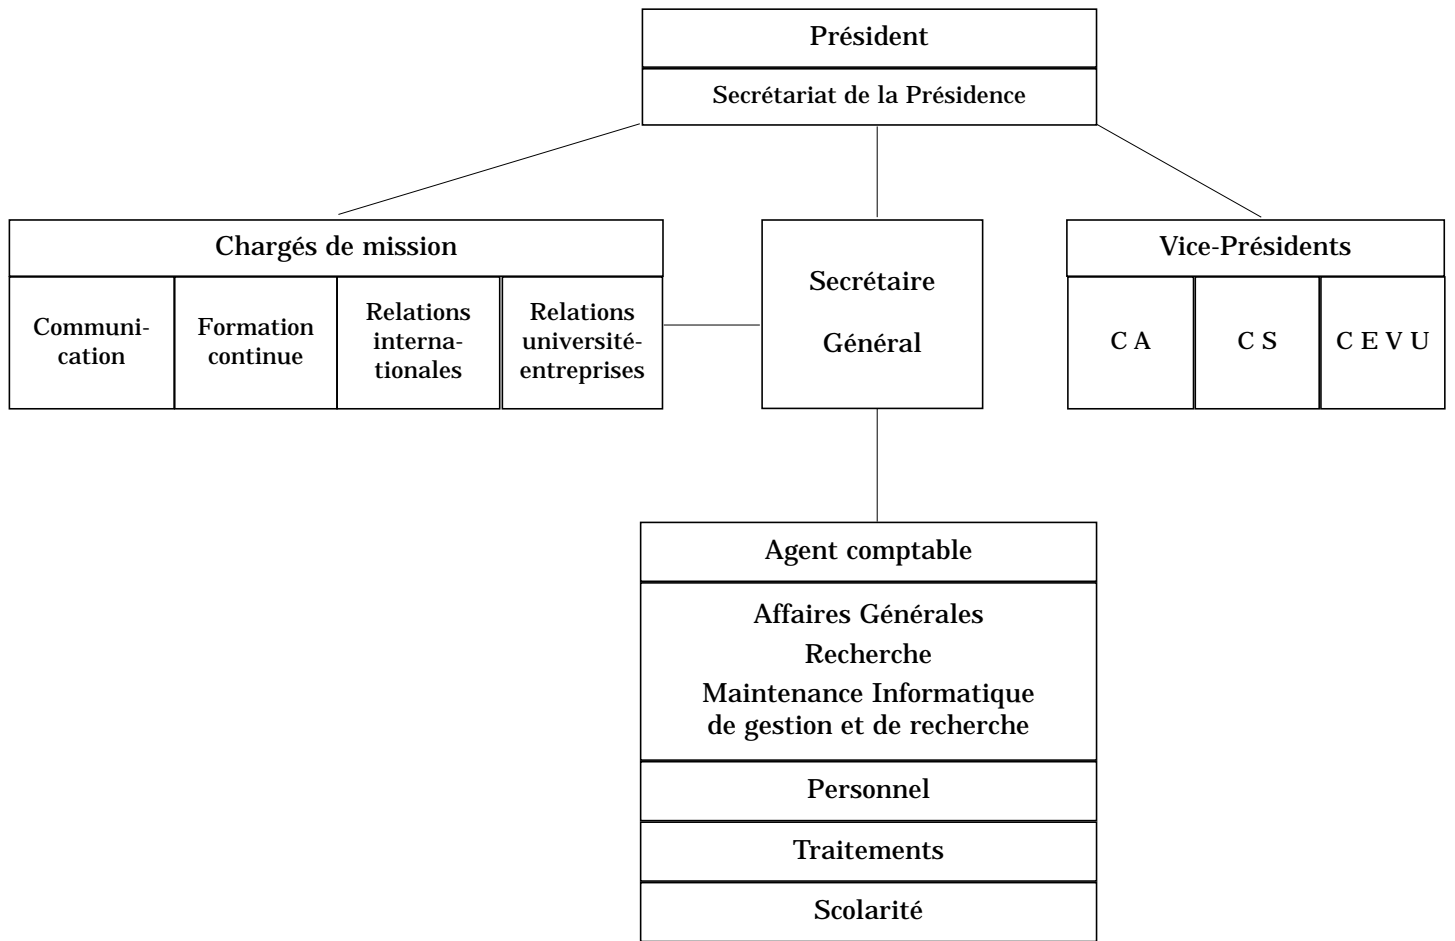 Président
Secrétariat de la Présidence
Chargés de mission
Communi-
cation
Formation
continue
Relations
interna-
tionales
Relations
université-
entreprises
Secrétaire
Général
Vice-Présidents
C A
C S
C E V U
Agent comptable
Affaires Générales
Recherche
Maintenance Informatique
de gestion et de recherche
Personnel
Traitements
Scolarité